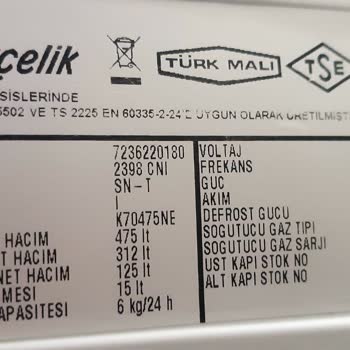 çelik
TÜRK MALI
TSE
SİSLERİNDE
5502 VE TS 2225 EN 60335-2-24'E UYGUN OLARAK ÜRETİLMİŞT
7236220180 VOLTAJ
2398 CNI FREKANS
SN-T GUC
I AKIM
K70475NE DEFROST GUCU
HACIM 475 lt SOGUTUCU GAZ TIPI
T HACIM 312 lt SOGUTUCU GAZ SARJI
NET HACIM 125 lt UST KAPI STOK NO
MESI 15 lt ALT KAPI STOK NO
APASITESI 6 kg/24 h